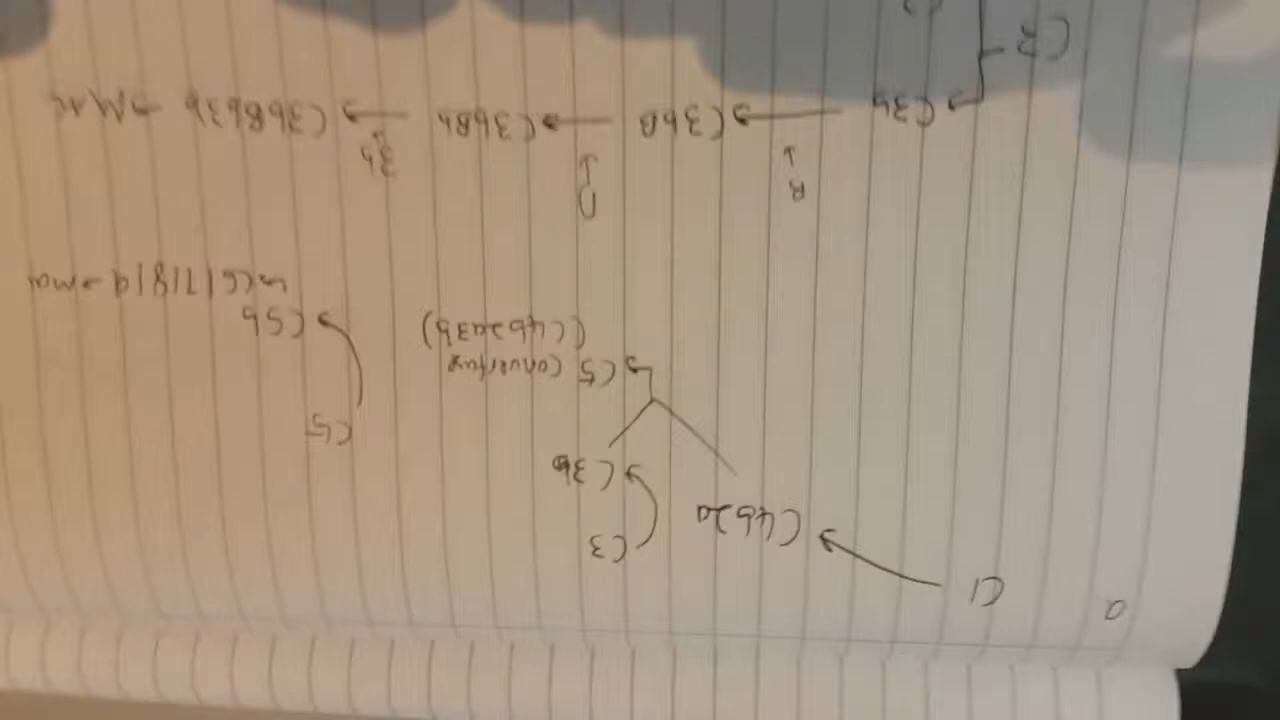 a
C1
C4b2a
C3
C3b
C5 convertase
(C4b2a3b)
C5
C5b
↳ C6/7/8/9 → mac
C3
C3b → C3bB → C3bBb → C3bBb3b → MAC
B
D
3b